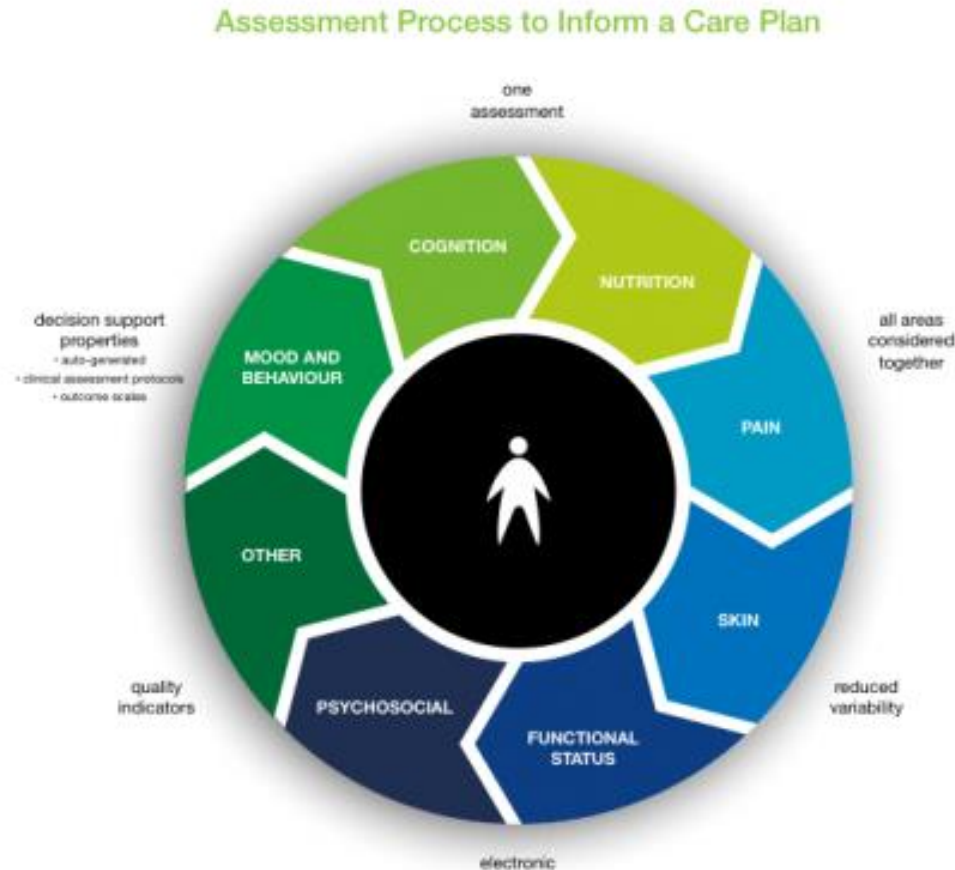 Assessment Process to Inform a Care Plan
one
assessment
COGNITION
NUTRITION
decision support
properties
• auto-generated
• clinical assessment protocols
• outcome scales
all areas
considered
together
MOOD AND
BEHAVIOUR
PAIN
OTHER
SKIN
quality
indicators
PSYCHOSOCIAL
FUNCTIONAL
STATUS
reduced
variability
electronic